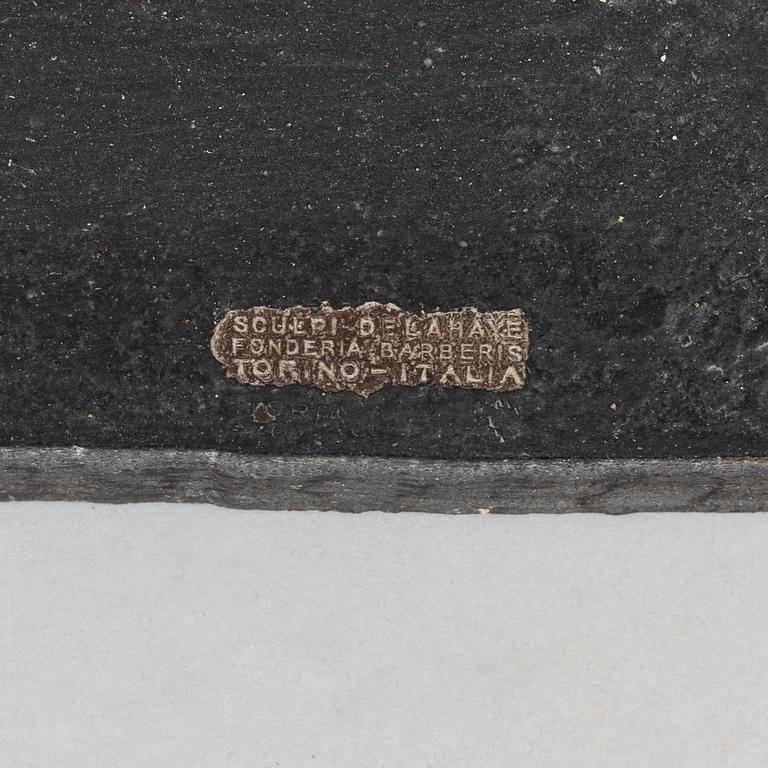 SCULPI DELAHAYE
FONDERIA BARBERIS
TORINO - ITALIA